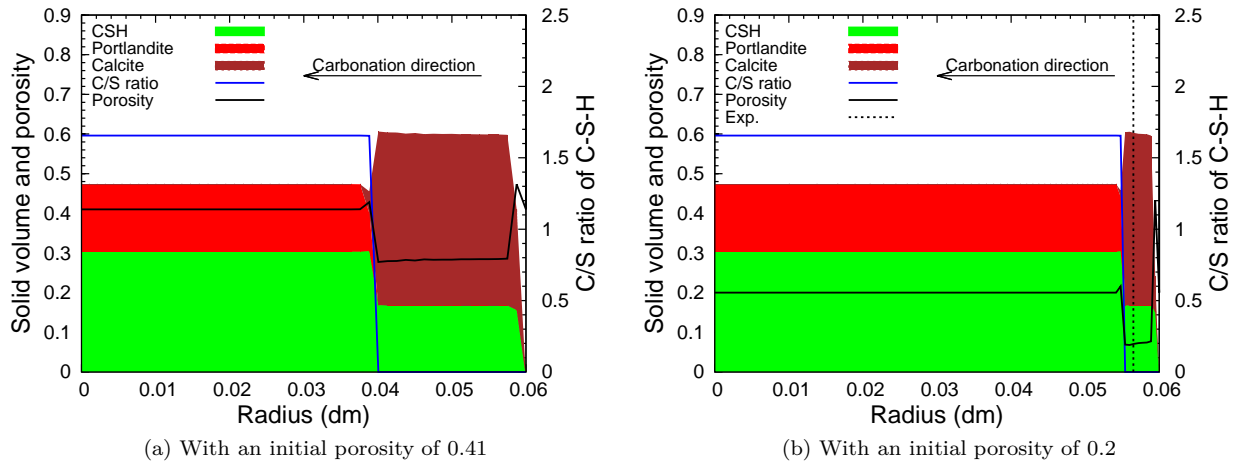 CSH
Portlandite
Calcite
C/S ratio
Porosity
Carbonation direction
Solid volume and porosity
0.9
0.8
0.7
0.6
0.5
0.4
0.3
0.2
0.1
0
2.5
2
1.5
1
0.5
0
C/S ratio of C-S-H
0 0.01 0.02 0.03 0.04 0.05 0.06
Radius (dm)
(a) With an initial porosity of 0.41
CSH
Portlandite
Calcite
C/S ratio
Porosity
Exp.
Carbonation direction
Solid volume and porosity
0.9
0.8
0.7
0.6
0.5
0.4
0.3
0.2
0.1
0
2.5
2
1.5
1
0.5
0
C/S ratio of C-S-H
0 0.01 0.02 0.03 0.04 0.05 0.06
Radius (dm)
(b) With an initial porosity of 0.2